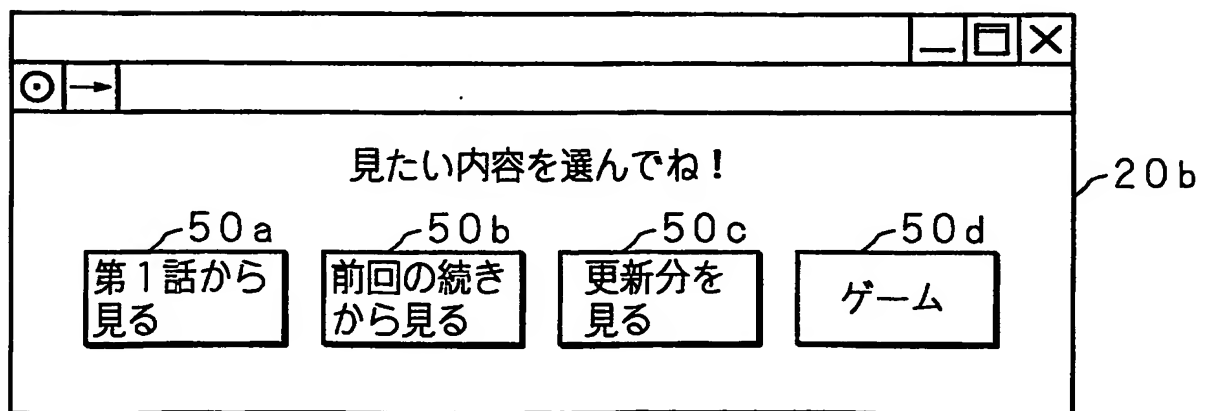 見たい内容を選んでね！
20b
50a
50b
50c
50d
第1話から
見る
前回の続き
から見る
更新分を
見る
ゲーム